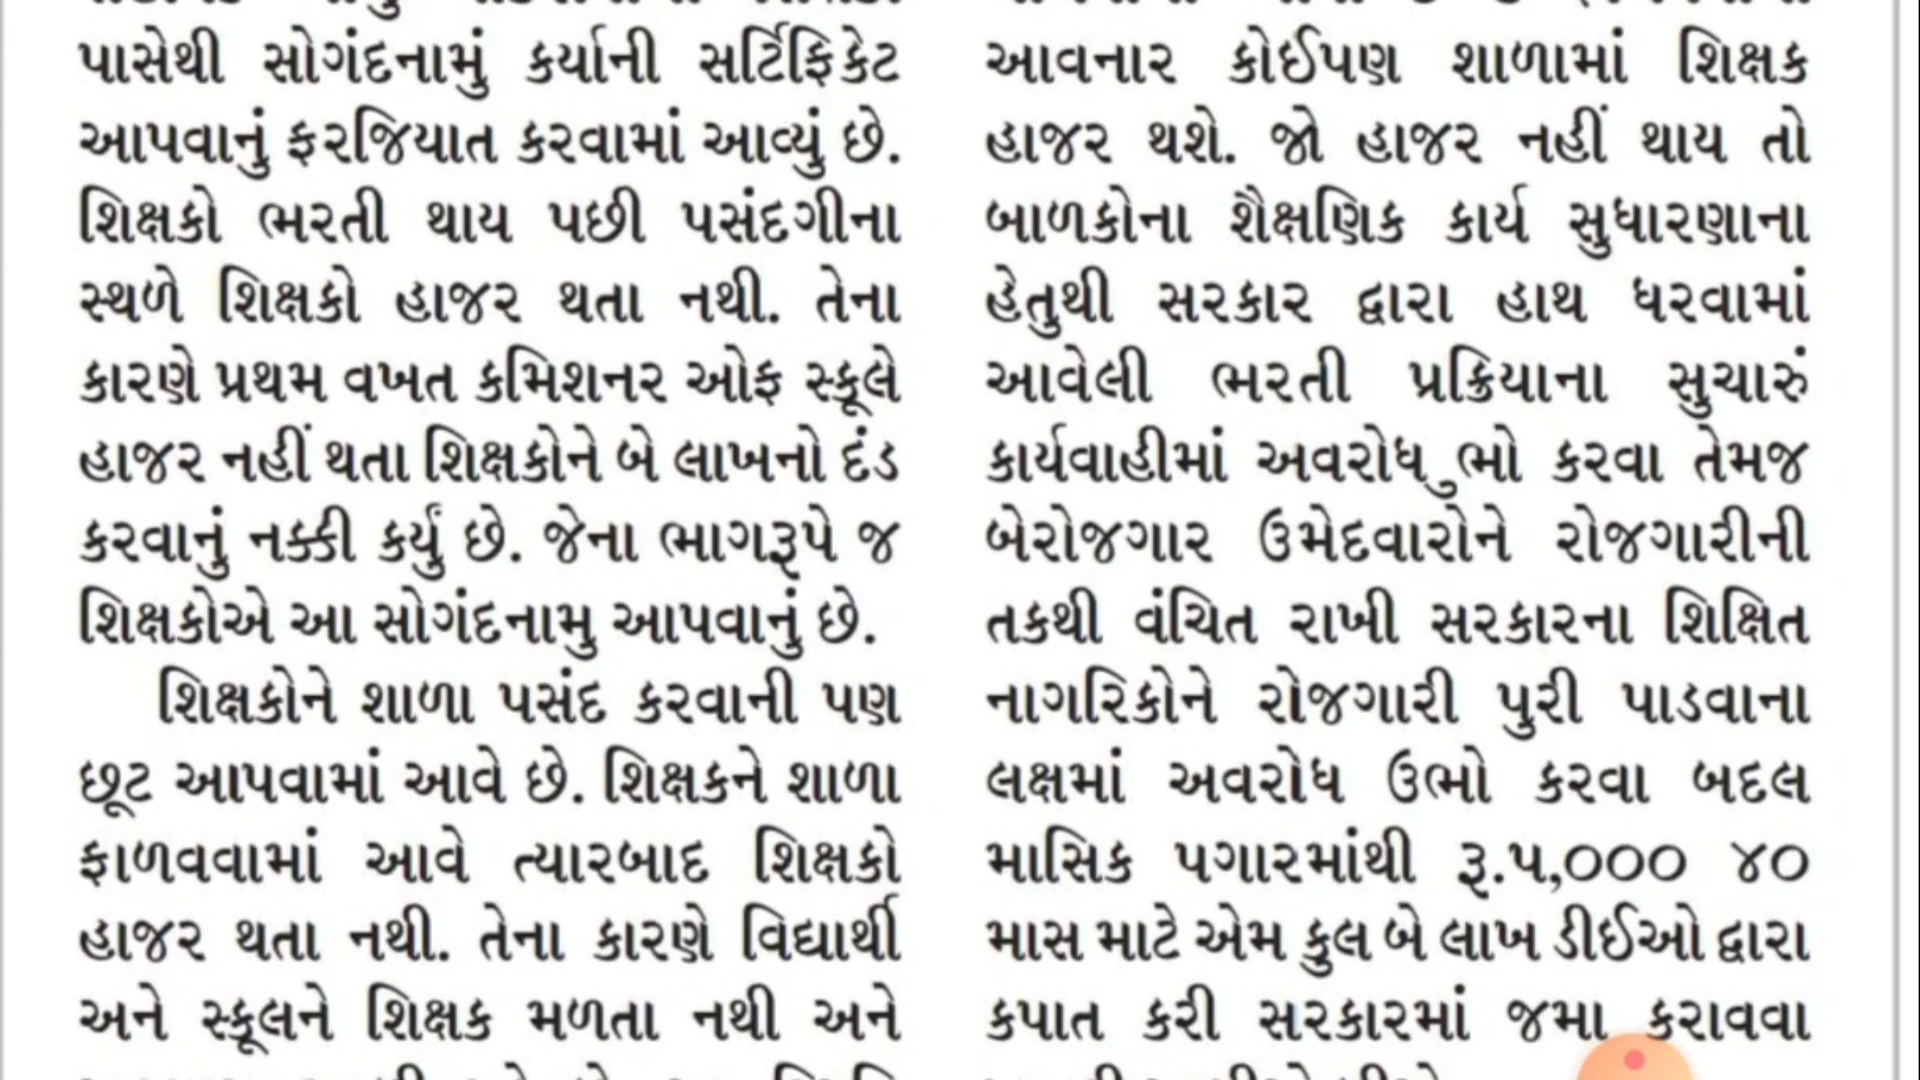 પાસેથી સોગંદનામું કર્યાની સર્ટિફિકેટ
આપવાનું ફરજિયાત કરવામાં આવ્યું છે.
શિક્ષકો ભરતી થાય પછી પસંદગીના
સ્થળે શિક્ષકો હાજર થતા નથી. તેના
કારણે પ્રથમ વખત કમિશનર ઓફ સ્કૂલે
હાજર નહીં થતા શિક્ષકોને બે લાખનો દંડ
કરવાનું નક્કી કર્યું છે. જેના ભાગરૂપે જ
શિક્ષકોએ આ સોગંદનામુ આપવાનું છે.
શિક્ષકોને શાળા પસંદ કરવાની પણ
છૂટ આપવામાં આવે છે. શિક્ષકને શાળા
ફાળવવામાં આવે ત્યારબાદ શિક્ષકો
હાજર થતા નથી. તેના કારણે વિદ્યાર્થી
અને સ્કૂલને શિક્ષક મળતા નથી અને
આવનાર કોઈપણ શાળામાં શિક્ષક
હાજર થશે. જો હાજર નહીં થાય તો
બાળકોના શૈક્ષણિક કાર્ય સુધારણાના
હેતુથી સરકાર દ્વારા હાથ ધરવામાં
આવેલી ભરતી પ્રક્રિયાના સુચારું
કાર્યવાહીમાં અવરોધ ુભો કરવા તેમજ
બેરોજગાર ઉમેદવારોને રોજગારીની
તકથી વંચિત રાખી સરકારના શિક્ષિત
નાગરિકોને રોજગારી પુરી પાડવાના
લક્ષમાં અવરોધ ઉભો કરવા બદલ
માસિક પગારમાંથી રૂ.૫,૦૦૦ ૪૦
માસ માટે એમ કુલ બે લાખ ડીઈઓ દ્વારા
કપાત કરી સરકારમાં જમા કરાવવા